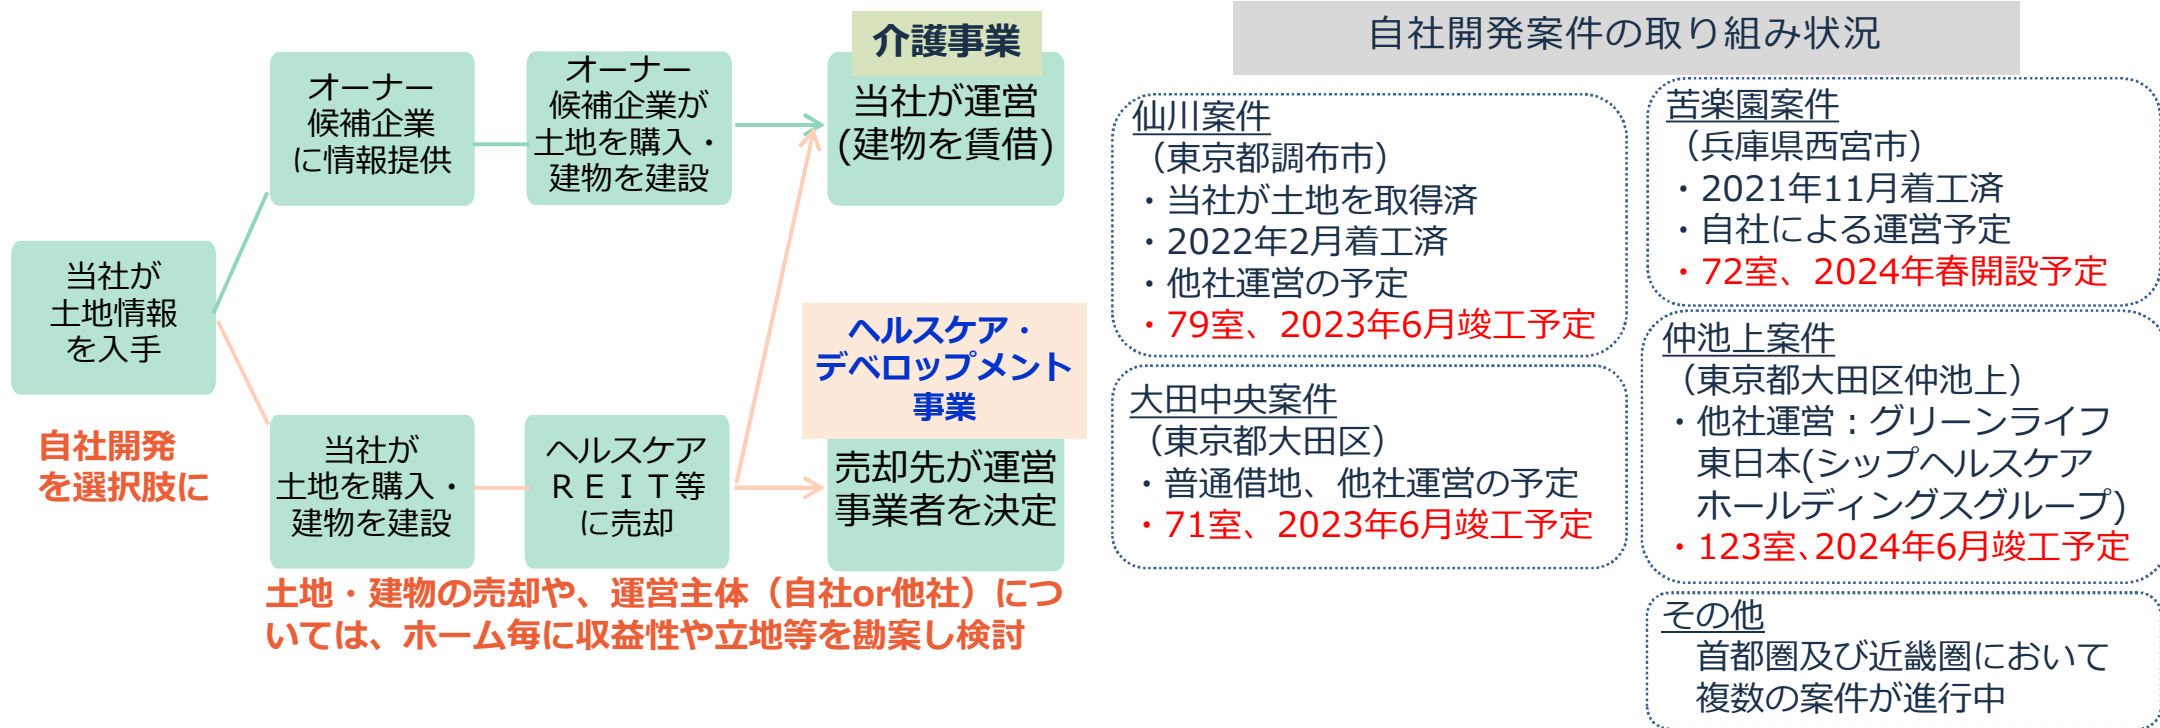 当社が
土地情報
を入手
自社開発
を選択肢に
オーナー
候補企業
に情報提供
オーナー
候補企業が
土地を購入・
建物を建設
介護事業
当社が運営
(建物を賃借)
当社が
土地を購入・
建物を建設
ヘルスケア
ＲＥＩＴ等
に売却
ヘルスケア・
デベロップメント
事業
売却先が運営
事業者を決定
土地・建物の売却や、運営主体（自社or他社）につ
いては、ホーム毎に収益性や立地等を勘案し検討
自社開発案件の取り組み状況
仙川案件
（東京都調布市）
・当社が土地を取得済
・2022年2月着工済
・他社運営の予定
・79室、2023年6月竣工予定
大田中央案件
（東京都大田区）
・普通借地、他社運営の予定
・71室、2023年6月竣工予定
苦楽園案件
（兵庫県西宮市）
・2021年11月着工済
・自社による運営予定
・72室、2024年春開設予定
仲池上案件
（東京都大田区仲池上）
・他社運営：グリーンライフ
東日本(シップヘルスケア
ホールディングスグループ)
・123室、2024年6月竣工予定
その他
首都圏及び近畿圏において
複数の案件が進行中